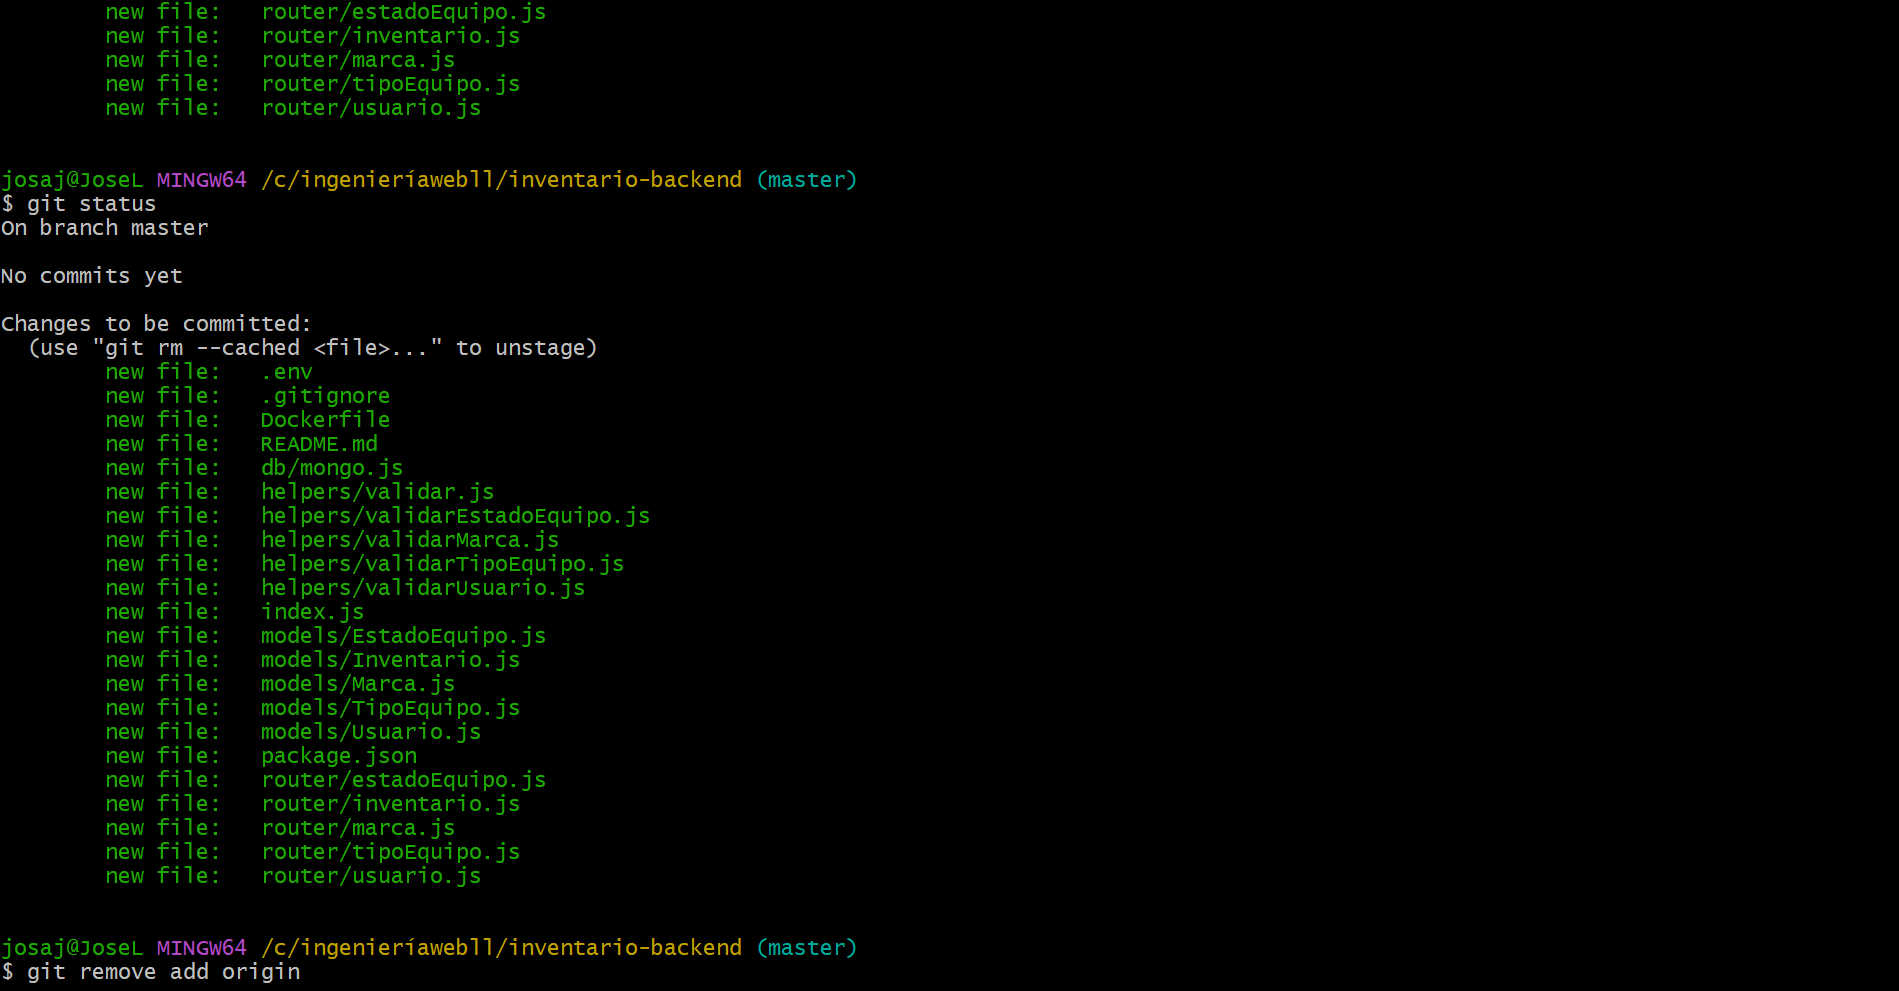 new file:   router/estadoEquipo.js
new file:   router/inventario.js
new file:   router/marca.js
new file:   router/tipoEquipo.js
new file:   router/usuario.js
josaj@JoseL MINGW64 /c/ingenieríawebll/inventario-backend (master)
$ git status
On branch master
No commits yet
Changes to be committed:
  (use "git rm --cached <file>..." to unstage)
new file:   .env
new file:   .gitignore
new file:   Dockerfile
new file:   README.md
new file:   db/mongo.js
new file:   helpers/validar.js
new file:   helpers/validarEstadoEquipo.js
new file:   helpers/validarMarca.js
new file:   helpers/validarTipoEquipo.js
new file:   helpers/validarUsuario.js
new file:   index.js
new file:   models/EstadoEquipo.js
new file:   models/Inventario.js
new file:   models/Marca.js
new file:   models/TipoEquipo.js
new file:   models/Usuario.js
new file:   package.json
new file:   router/estadoEquipo.js
new file:   router/inventario.js
new file:   router/marca.js
new file:   router/tipoEquipo.js
new file:   router/usuario.js
josaj@JoseL MINGW64 /c/ingenieríawebll/inventario-backend (master)
$ git remove add origin